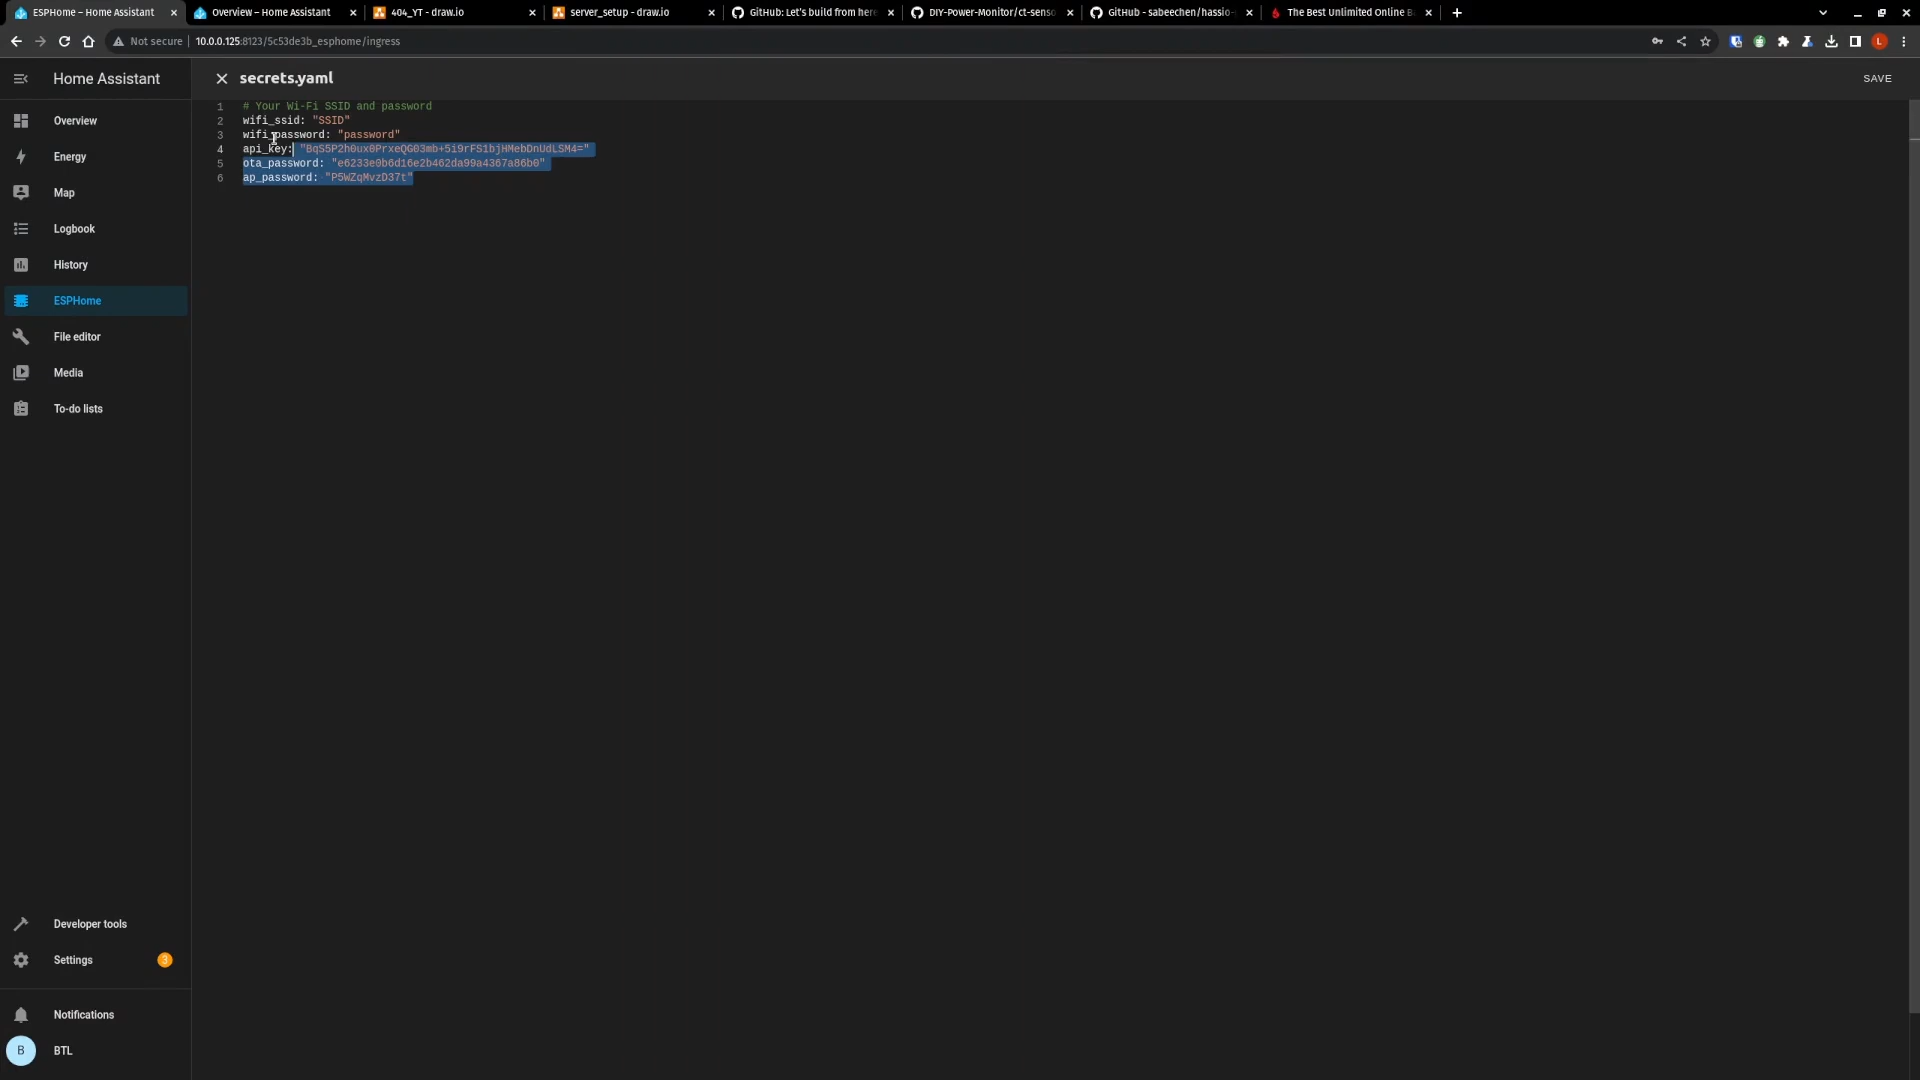 ESPHome – Home Assistant
Overview – Home Assistant
404_YT - draw.io
server_setup - draw.io
GitHub: Let's build from here
DIY-Power-Monitor/ct-senso
GitHub - sabeechen/hassio-
The Best Unlimited Online B
Not secure
10.0.0.125:8123/5c53de3b_esphome/ingress
L
Home Assistant
secrets.yaml
SAVE
1 # Your Wi-Fi SSID and password
2 wifi_ssid: "SSID"
3 wifi_password: "password"
4 api_key: "BqS5P2h0ux0PrxeQG03mb+5i9rFS1bjHMebDnUdLSM4="
5 ota_password: "e6233e0b6d16e2b462da99a4367a86b0"
6 ap_password: "P5WZqMvzD37t"
Overview
Energy
Map
Logbook
History
ESPHome
File editor
Media
To-do lists
Developer tools
Settings 3
Notifications
B BTL